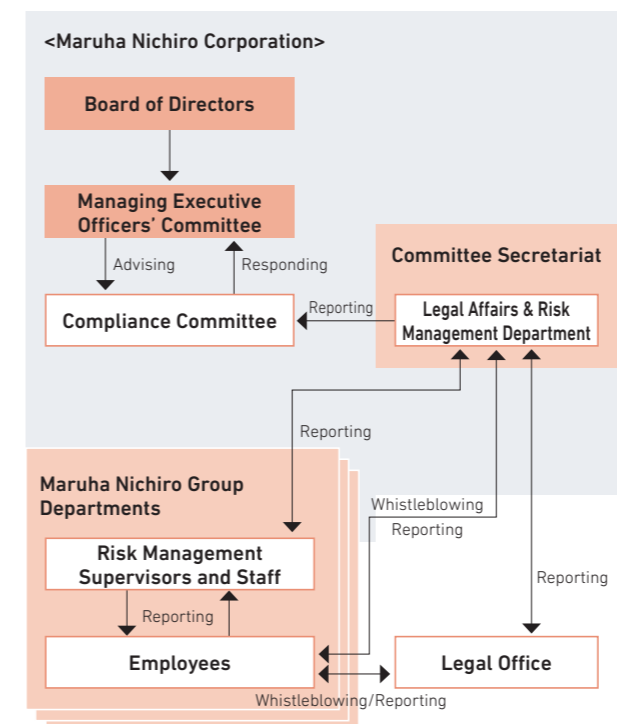 <Maruha Nichiro Corporation>
Board of Directors
Managing Executive
Officers’ Committee
Advising
Responding
Compliance Committee
Reporting
Committee Secretariat
Legal Affairs & Risk
Management Department
Reporting
Maruha Nichiro Group
Departments
Whistleblowing
Reporting
Risk Management
Supervisors and Staff
Reporting
Reporting
Employees
Legal Office
Whistleblowing/Reporting